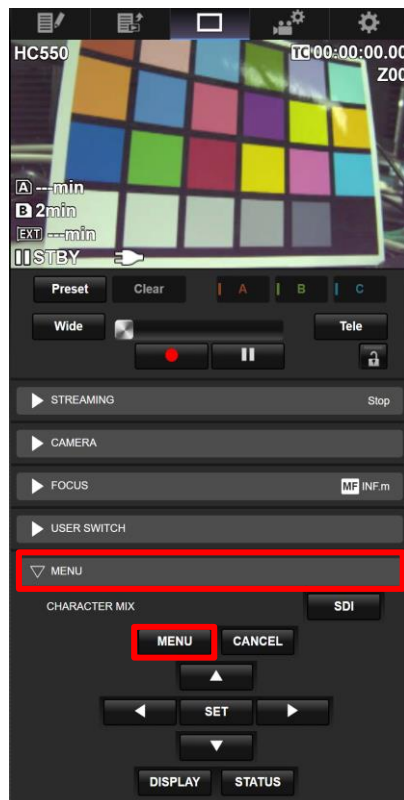 HC550
TC 00:00:00.00
Z00
A ---min
B 2min
EXT ---min
STBY
Preset Clear A B C
Wide Tele
STREAMING Stop
CAMERA
FOCUS MF INF.m
USER SWITCH
MENU
CHARACTER MIX SDI
MENU CANCEL
SET
DISPLAY STATUS